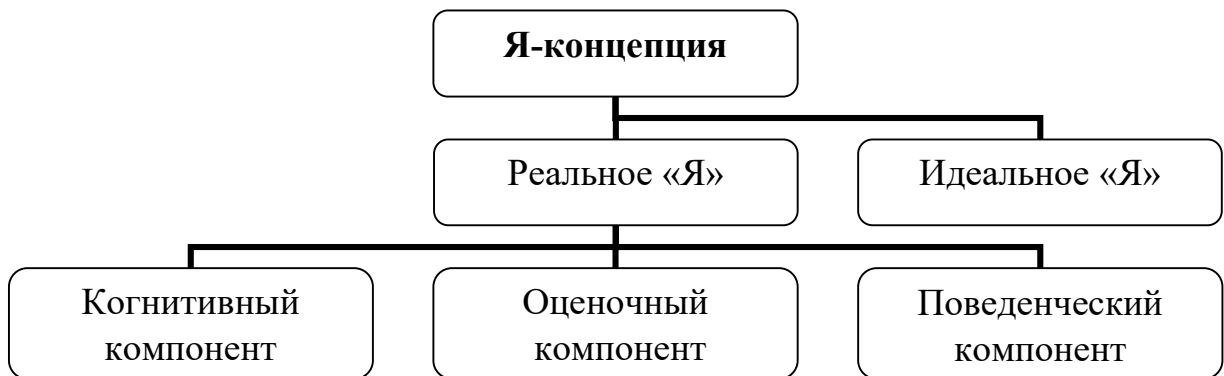 Я-концепция
Реальное «Я»
Идеальное «Я»
Когнитивный
компонент
Оценочный
компонент
Поведенческий
компонент